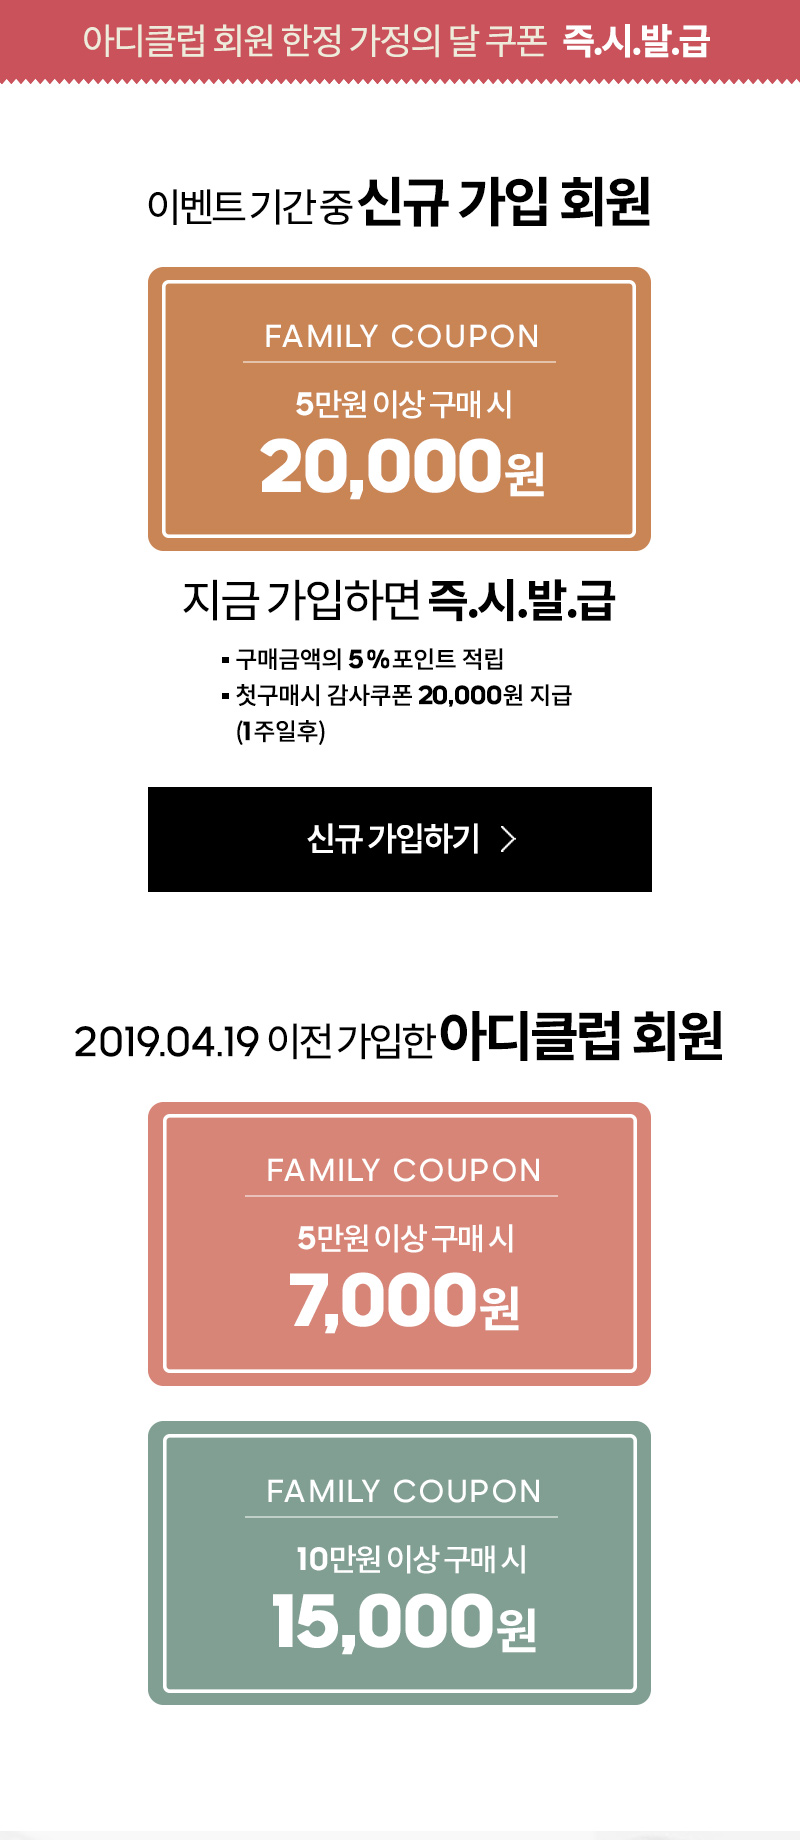 아디클럽 회원 한정 가정의 달 쿠폰 즉.시.발.급
이벤트 기간 중 신규 가입 회원
FAMILY COUPON
5만원 이상 구매 시
20,000원
지금 가입하면 즉.시.발.급
▪ 구매금액의 5%포인트 적립
▪ 첫구매시 감사쿠폰 20,000원 지급
(1주일후)
신규 가입하기 >
2019.04.19 이전 가입한 아디클럽 회원
FAMILY COUPON
5만원 이상 구매 시
7,000원
FAMILY COUPON
10만원 이상 구매 시
15,000원